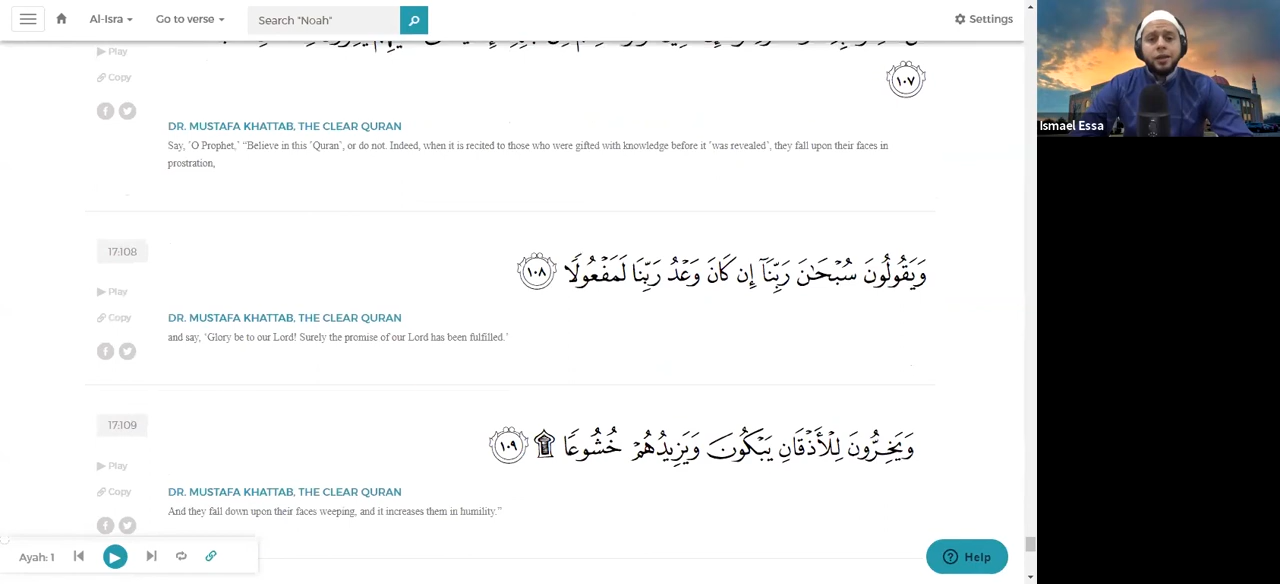 Al-Isra
Go to verse
Search "Noah"
Settings
Ismael Essa
Play
Copy
١٠٧
DR. MUSTAFA KHATTAB, THE CLEAR QURAN
Say, ˹O Prophet,˺ “Believe in this ˹Quran˺, or do not. Indeed, when it is recited to those who were gifted with knowledge before it ˹was revealed˺, they fall upon their faces in
prostration,
17:108
وَيَقُولُونَ سُبْحَـٰنَ رَبِّنَآ إِن كَانَ وَعْدُ رَبِّنَا لَمَفْعُولًا ١٠٨
Play
Copy
DR. MUSTAFA KHATTAB, THE CLEAR QURAN
and say, ‘Glory be to our Lord! Surely the promise of our Lord has been fulfilled.’
17:109
وَيَخِرُّونَ لِلْأَذْقَانِ يَبْكُونَ وَيَزِيدُهُمْ خُشُوعًا ۩ ١٠٩
Play
Copy
DR. MUSTAFA KHATTAB, THE CLEAR QURAN
And they fall down upon their faces weeping, and it increases them in humility.”
Ayah: 1
Help